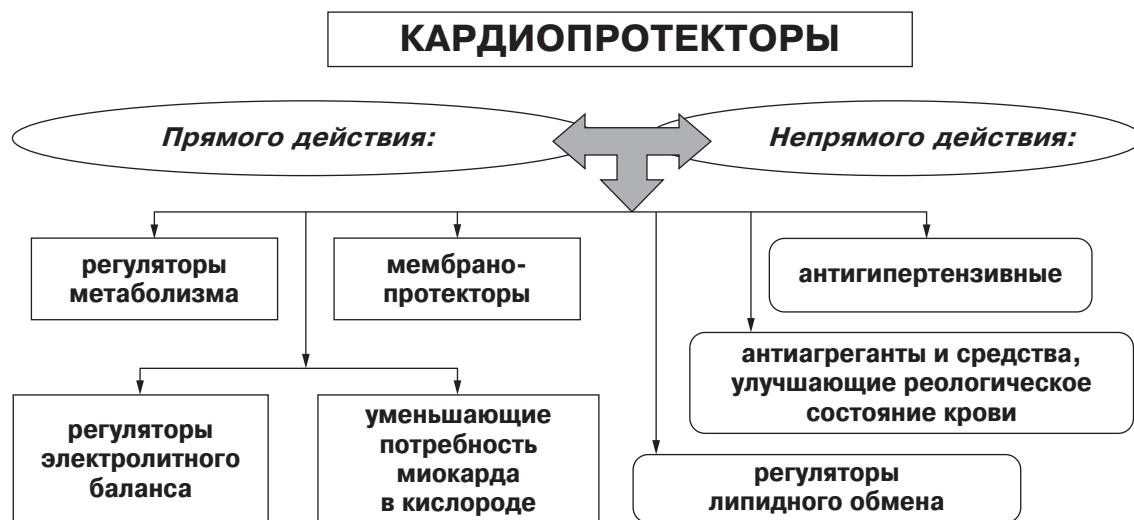 КАРДИОПРОТЕКТОРЫ
Прямого действия:
Непрямого действия:
регуляторы
метаболизма
мембрано-
протекторы
антигипертензивные
антиагреганты и средства,
улучшающие реологическое
состояние крови
регуляторы
электролитного
баланса
уменьшающие
потребность
миокарда
в кислороде
регуляторы
липидного обмена